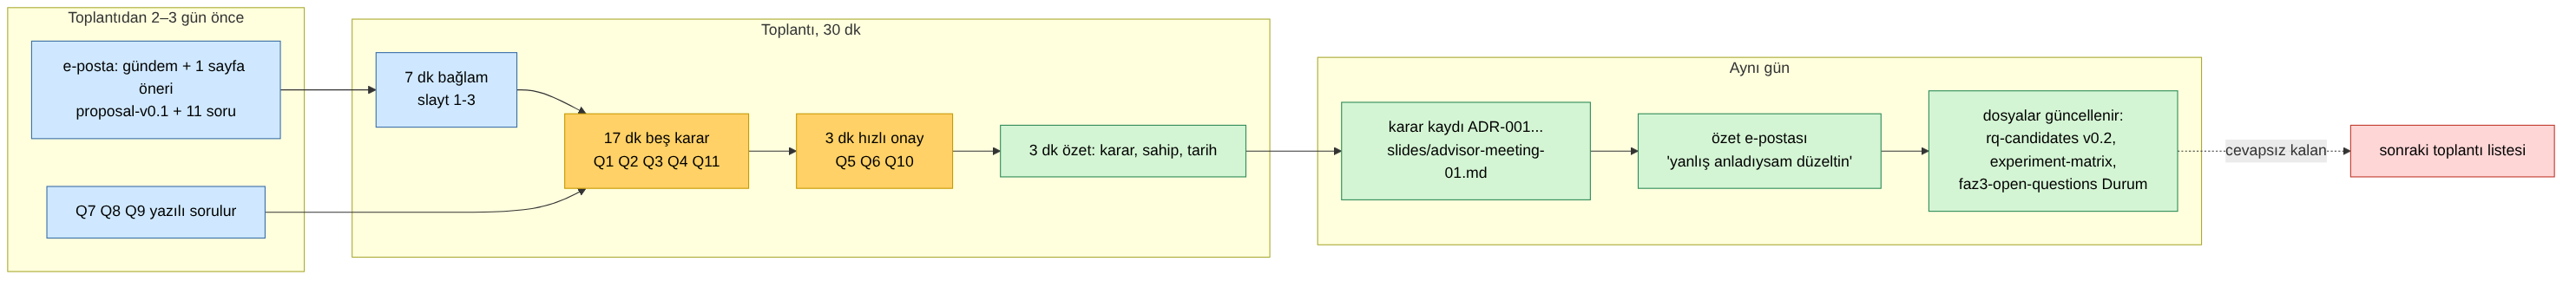 Toplantıdan 2–3 gün önce
e-posta: gündem + 1 sayfa
öneri
proposal-v0.1 + 11 soru
Q7 Q8 Q9 yazılı sorulur
Toplantı, 30 dk
7 dk bağlam
slayt 1-3
17 dk beş karar
Q1 Q2 Q3 Q4 Q11
3 dk hızlı onay
Q5 Q6 Q10
3 dk özet: karar, sahip, tarih
Aynı gün
karar kaydı ADR-001...
slides/advisor-meeting-
01.md
özet e-postası
'yanlış anladıysam düzeltin'
dosyalar güncellenir:
rq-candidates v0.2,
experiment-matrix,
faz3-open-questions Durum
cevapsız kalan
sonraki toplantı listesi